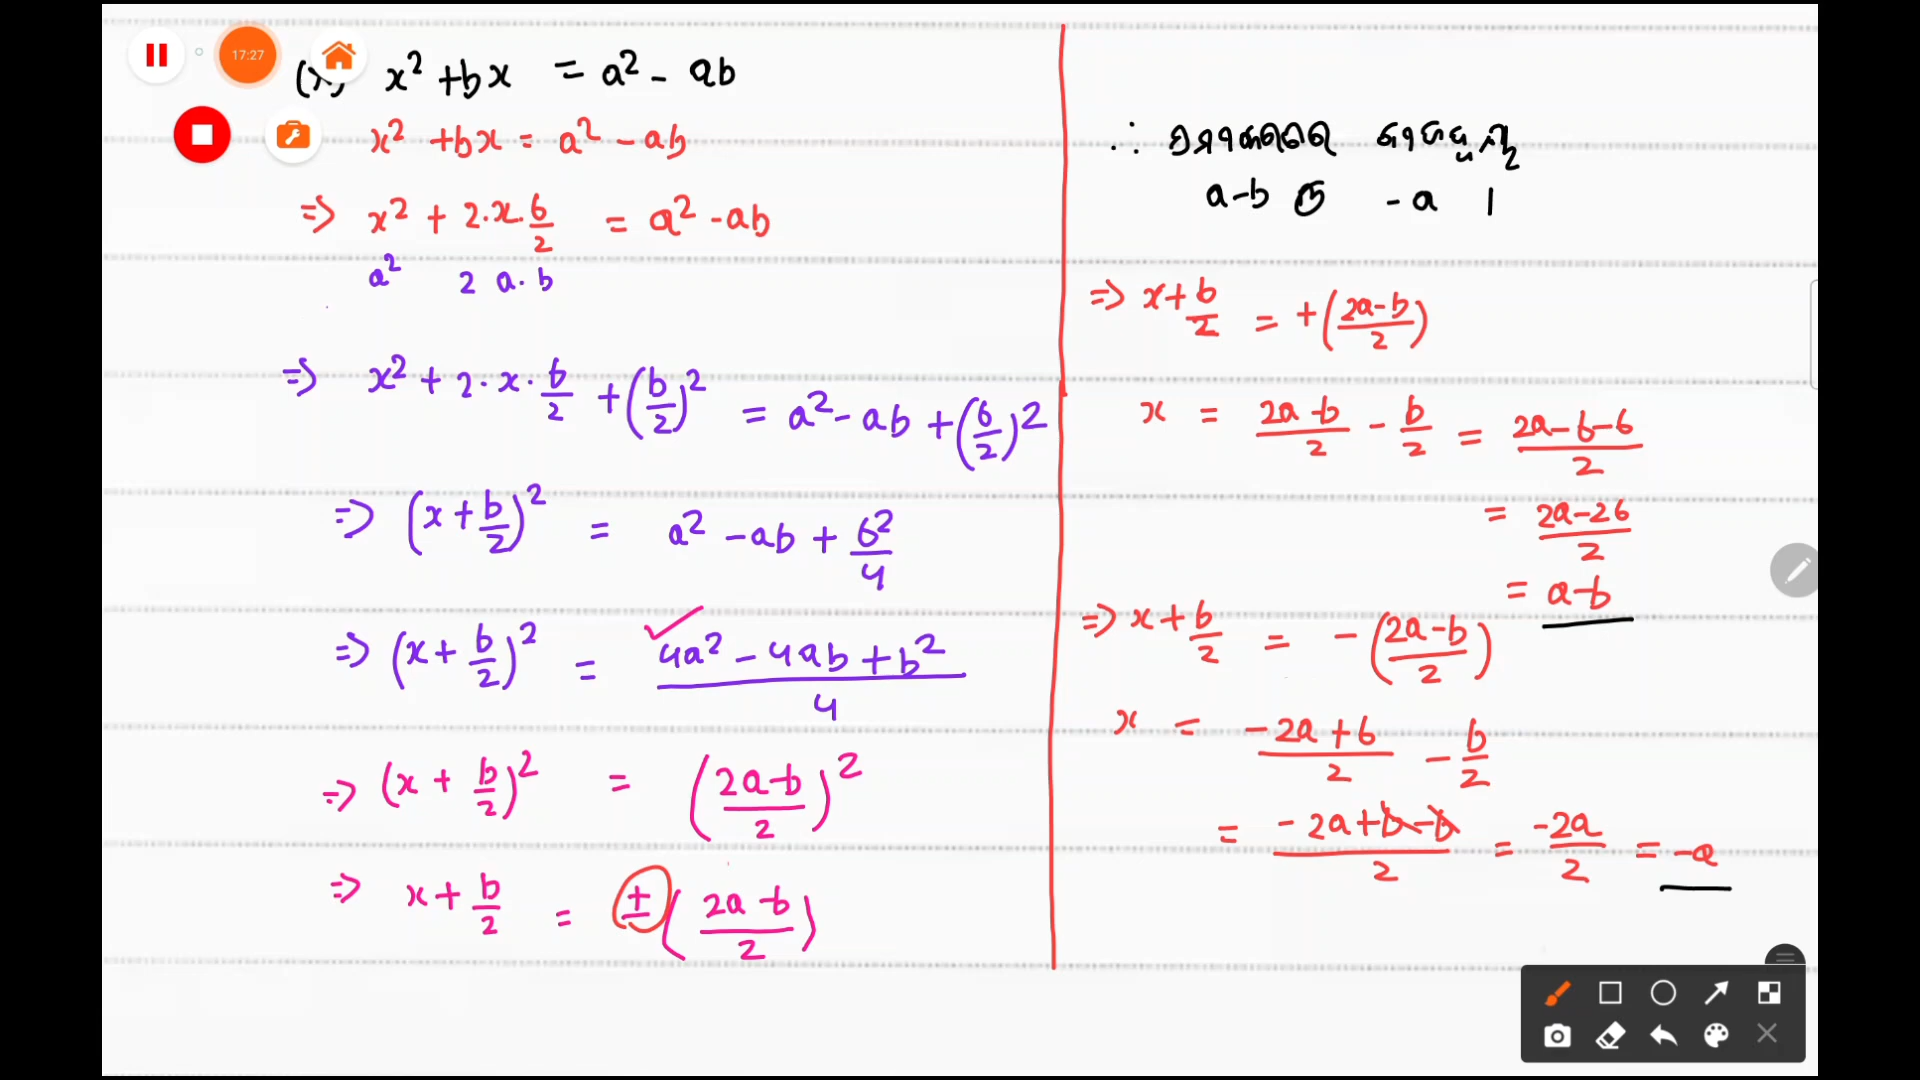 17:27
x² + bx = a² - ab
x² + bx = a² - ab
=> x² + 2·x·b/2 = a² - ab
a² 2 a·b
=> x² + 2·x·b/2 + (b/2)² = a² - ab + (b/2)²
=> (x + b/2)² = a² - ab + b²/4
=> (x + b/2)² = (4a² - 4ab + b²)/4
=> (x + b/2)² = ((2a-b)/2)²
=> x + b/2 = ± ((2a-b)/2)
∴
a-b ଓ -a ।
=> x + b/2 = + ((2a-b)/2)
x = (2a-b)/2 - b/2 = (2a-b-b)/2
= (2a-2b)/2
= a-b
=> x + b/2 = - ((2a-b)/2)
x = (-2a+b)/2 - b/2
= (-2a+b-b)/2 = -2a/2 = -a